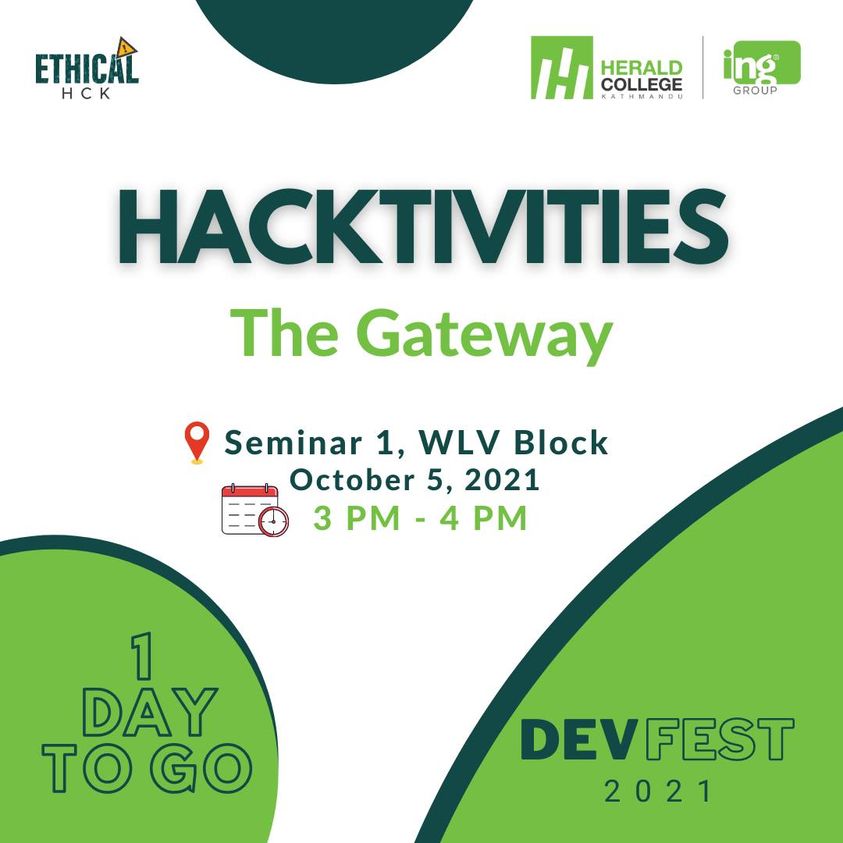 ETHICAL
HCK
HERALD
COLLEGE
KATHMANDU
ing®
GROUP
HACKTIVITIES
The Gateway
Seminar 1, WLV Block
October 5, 2021
3 PM - 4 PM
1
DAY
TO GO
DEVFEST
2021